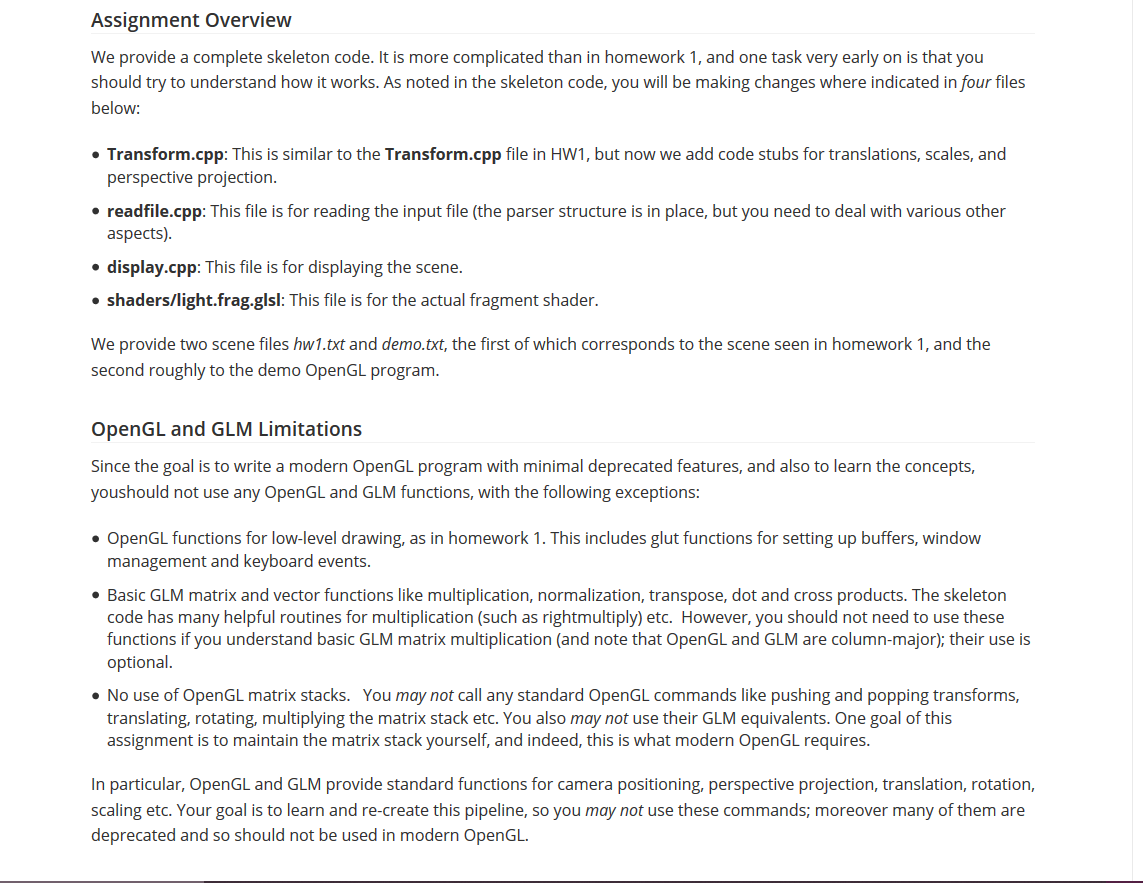 Assignment Overview
We provide a complete skeleton code. It is more complicated than in homework 1, and one task very early on is that you
should try to understand how it works. As noted in the skeleton code, you will be making changes where indicated in four files
below:
• Transform.cpp: This is similar to the Transform.cpp file in HW1, but now we add code stubs for translations, scales, and
perspective projection.
• readfile.cpp: This file is for reading the input file (the parser structure is in place, but you need to deal with various other
aspects).
• display.cpp: This file is for displaying the scene.
• shaders/light.frag.glsl: This file is for the actual fragment shader.
We provide two scene files hw1.txt and demo.txt, the first of which corresponds to the scene seen in homework 1, and the
second roughly to the demo OpenGL program.
OpenGL and GLM Limitations
Since the goal is to write a modern OpenGL program with minimal deprecated features, and also to learn the concepts,
youshould not use any OpenGL and GLM functions, with the following exceptions:
• OpenGL functions for low-level drawing, as in homework 1. This includes glut functions for setting up buffers, window
management and keyboard events.
• Basic GLM matrix and vector functions like multiplication, normalization, transpose, dot and cross products. The skeleton
code has many helpful routines for multiplication (such as rightmultiply) etc.  However, you should not need to use these
functions if you understand basic GLM matrix multiplication (and note that OpenGL and GLM are column-major); their use is
optional.
• No use of OpenGL matrix stacks.   You may not call any standard OpenGL commands like pushing and popping transforms,
translating, rotating, multiplying the matrix stack etc. You also may not use their GLM equivalents. One goal of this
assignment is to maintain the matrix stack yourself, and indeed, this is what modern OpenGL requires.
In particular, OpenGL and GLM provide standard functions for camera positioning, perspective projection, translation, rotation,
scaling etc. Your goal is to learn and re-create this pipeline, so you may not use these commands; moreover many of them are
deprecated and so should not be used in modern OpenGL.